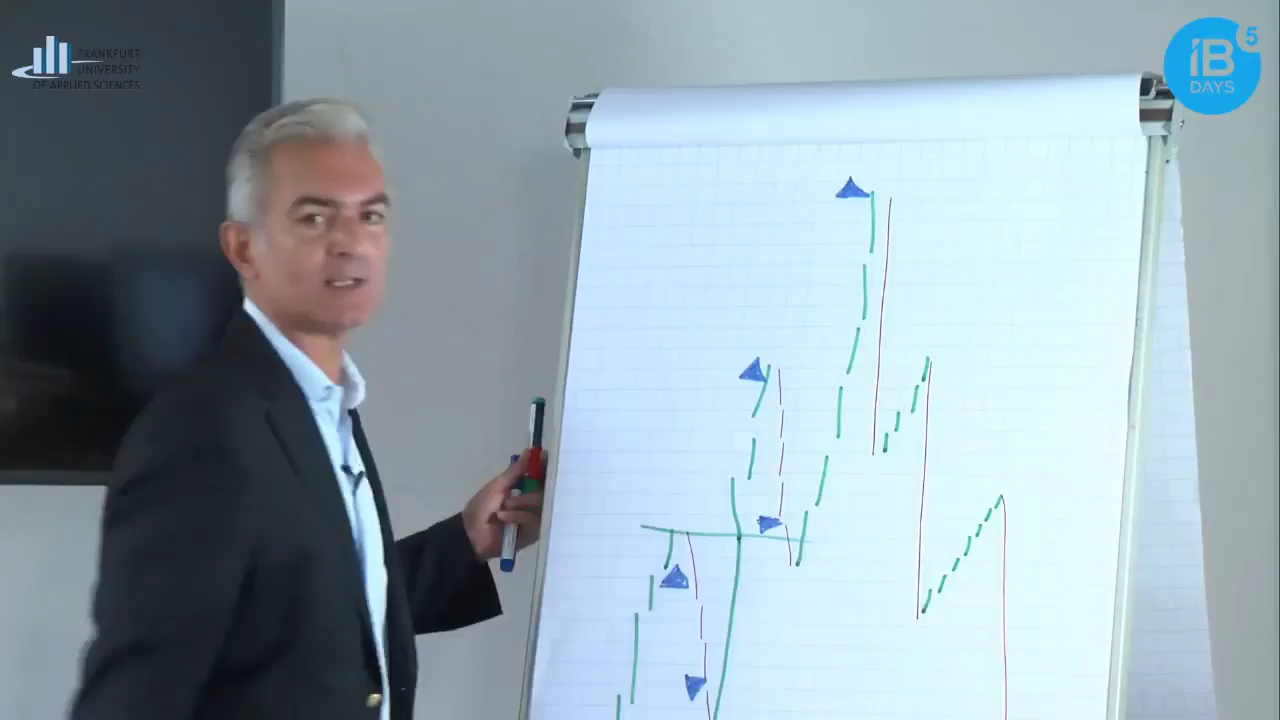 FRANKFURT
UNIVERSITY
OF APPLIED SCIENCES
iB 5
DAYS